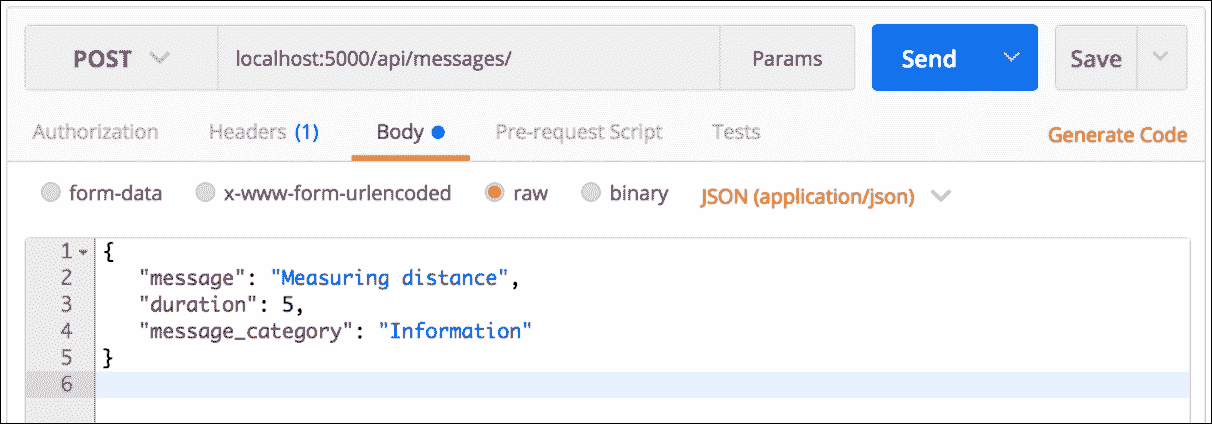 POST localhost:5000/api/messages/ Params Send Save
Authorization Headers (1) Body Pre-request Script Tests Generate Code
form-data x-www-form-urlencoded raw binary JSON (application/json)
1 {
2 "message": "Measuring distance",
3 "duration": 5,
4 "message_category": "Information"
5 }
6